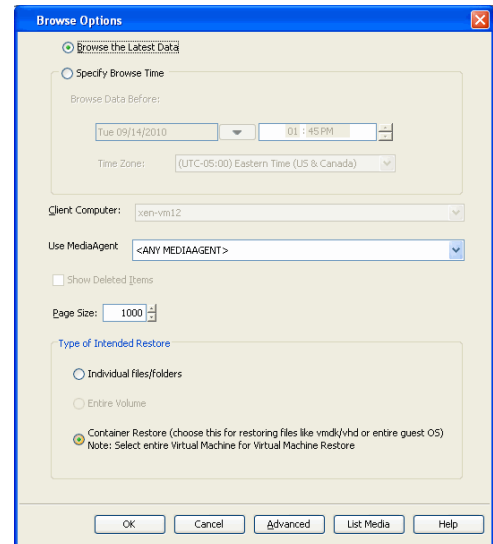 Browse Options
Browse the Latest Data
Specify Browse Time
Browse Data Before:
Tue 09/14/2010
01 : 45 PM
Time Zone:
(UTC-05:00) Eastern Time (US & Canada)
Client Computer:
xen-vm12
Use MediaAgent
<ANY MEDIAAGENT>
Show Deleted Items
Page Size:
1000
Type of Intended Restore
Individual files/folders
Entire Volume
Container Restore (choose this for restoring files like vmdk/vhd or entire guest OS)
Note: Select entire Virtual Machine for Virtual Machine Restore
OK
Cancel
Advanced
List Media
Help